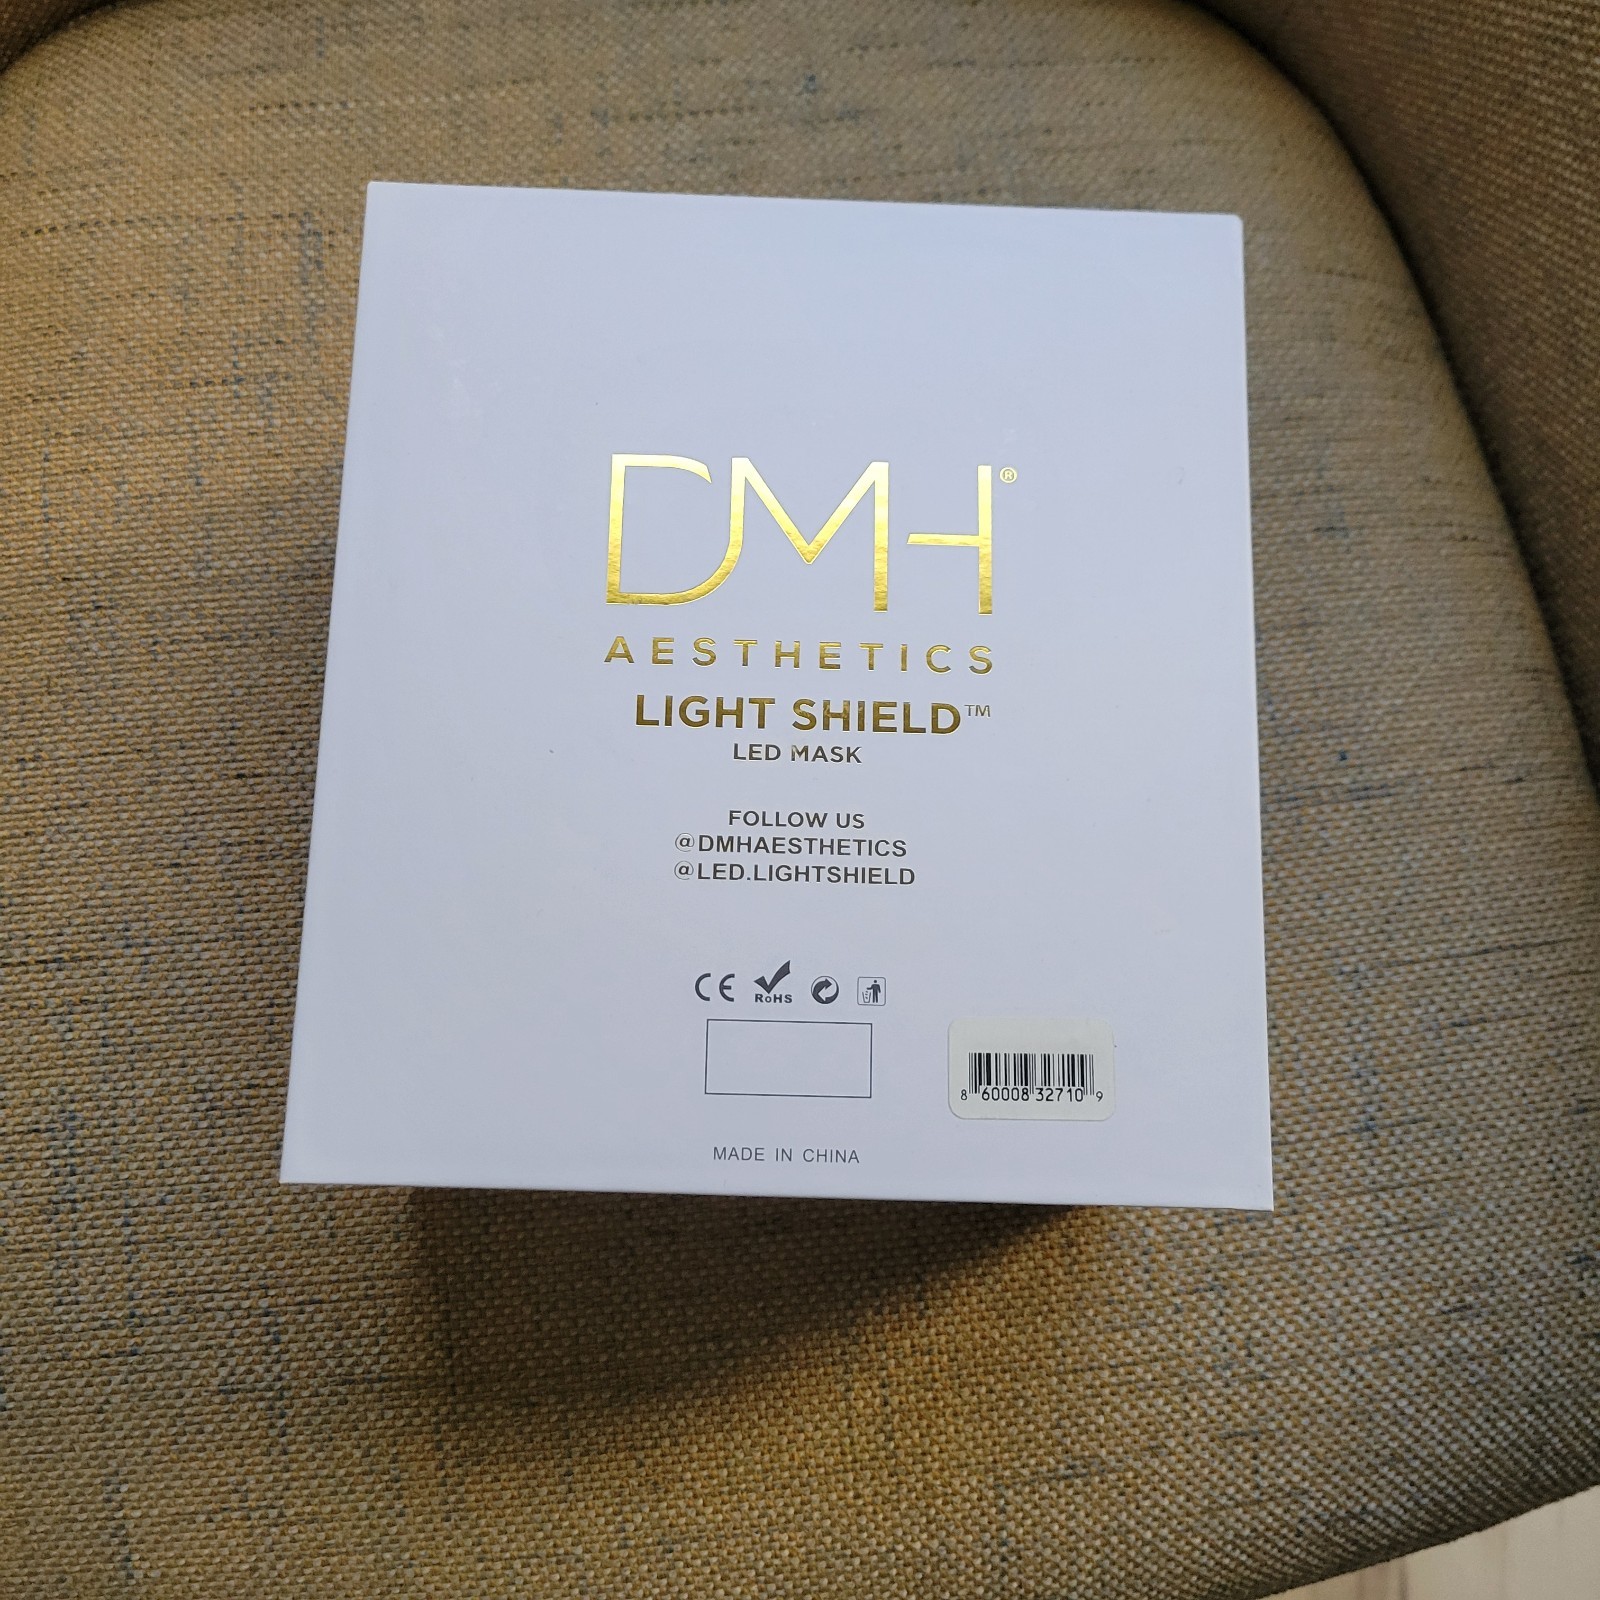 DMH®
AESTHETICS
LIGHT SHIELD™
LED MASK
FOLLOW US
@DMHAESTHETICS
@LED.LIGHTSHIELD
CE RoHS
8 60008 32710 9
MADE IN CHINA